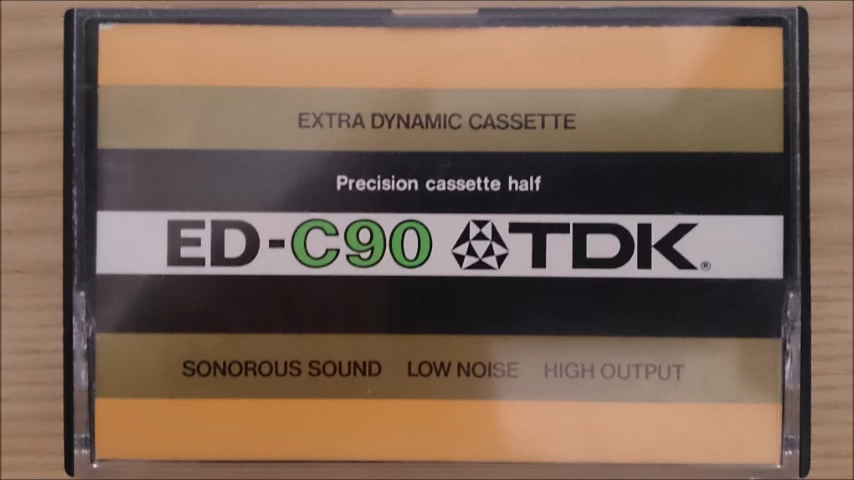 EXTRA DYNAMIC CASSETTE
Precision cassette half
ED-C90 TDK®
SONOROUS SOUND LOW NOISE HIGH OUTPUT